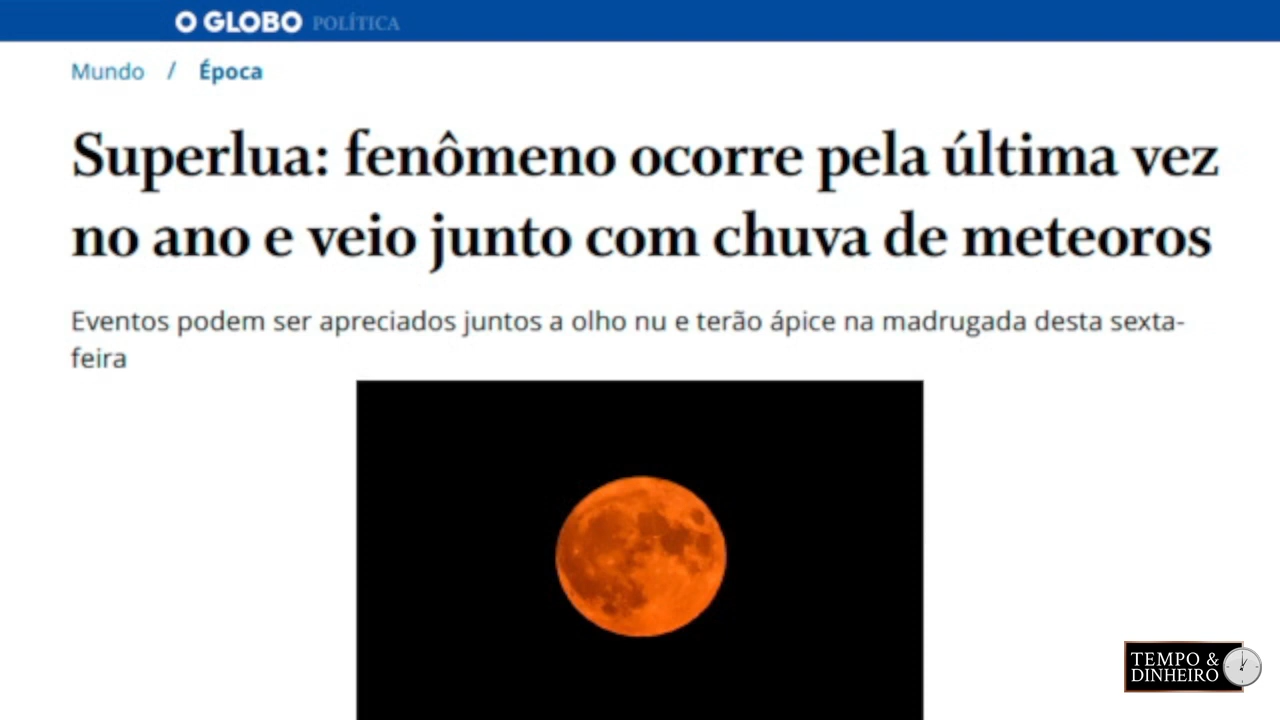 O GLOBO POLÍTICA
Mundo / Época
Superlua: fenômeno ocorre pela última vez
no ano e veio junto com chuva de meteoros
Eventos podem ser apreciados juntos a olho nu e terão ápice na madrugada desta sexta-
feira
TEMPO &
DINHEIRO